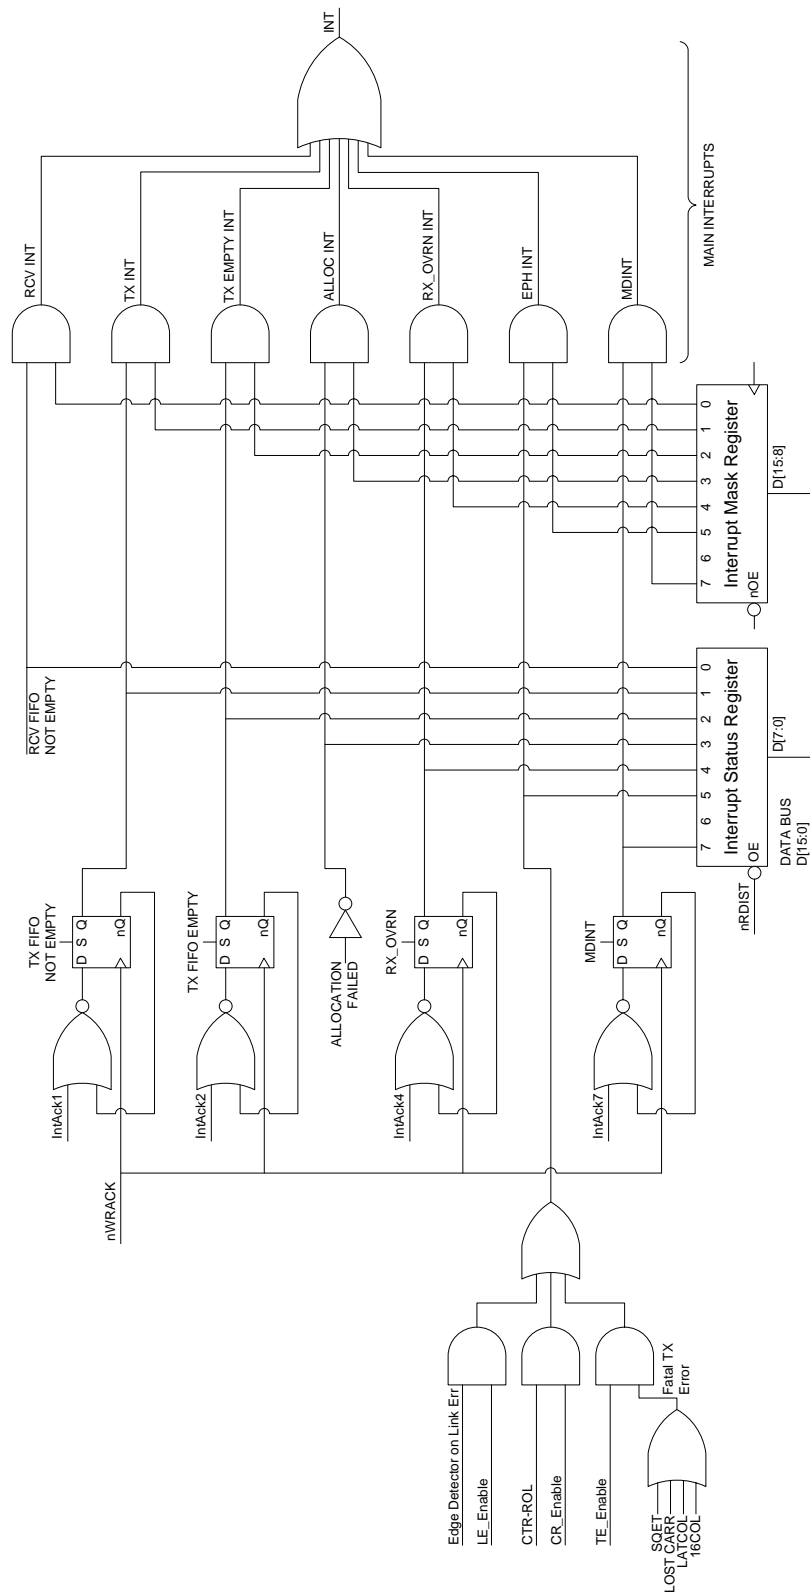 INT
RCV INT
TX INT
TX EMPTY INT
ALLOC INT
RX_OVRN INT
EPH INT
MDINT
MAIN INTERRUPTS
0
1
2
3
4
5
6
7
Interrupt Mask Register
nOE
D[15:8]
RCV FIFO
NOT EMPTY
0
1
2
3
4
5
6
7
Interrupt Status Register
OE
D[7:0]
DATA BUS
D[15:0]
nRDIST
TX FIFO
NOT EMPTY
D S Q
nQ
IntAck1
TX FIFO EMPTY
D S Q
nQ
IntAck2
ALLOCATION
FAILED
RX_OVRN
D S Q
nQ
IntAck4
MDINT
D S Q
nQ
IntAck7
nWRACK
Edge Detector on Link Err
LE_Enable
CTR-ROL
CR_Enable
TE_Enable
Fatal TX
Error
SQET
LOST CARR
LATCOL
16COL